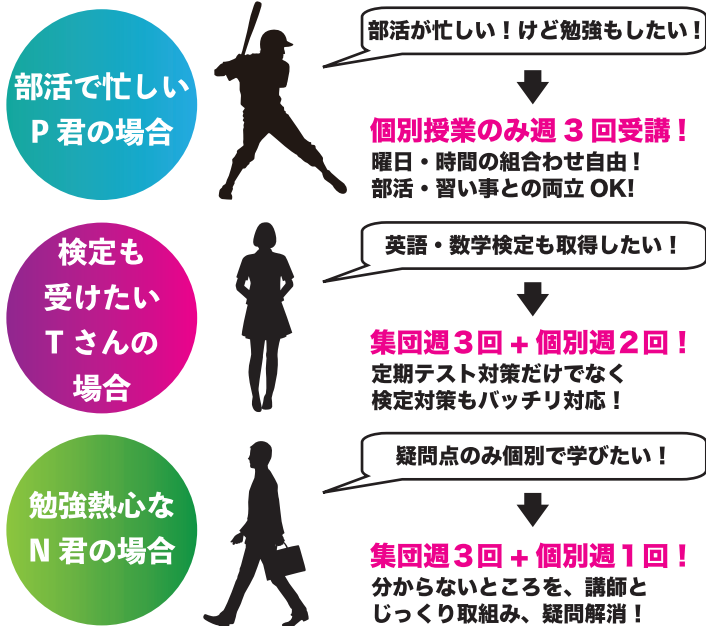 部活で忙しい
P君の場合
部活が忙しい！けど勉強もしたい！
個別授業のみ週3回受講！
曜日・時間の組合わせ自由！
部活・習い事との両立OK!
検定も
受けたい
Tさんの
場合
英語・数学検定も取得したい！
集団週3回+個別週2回！
定期テスト対策だけでなく
検定対策もバッチリ対応！
勉強熱心な
N君の場合
疑問点のみ個別で学びたい！
集団週3回+個別週1回！
分からないところを、講師と
じっくり取組み、疑問解消！